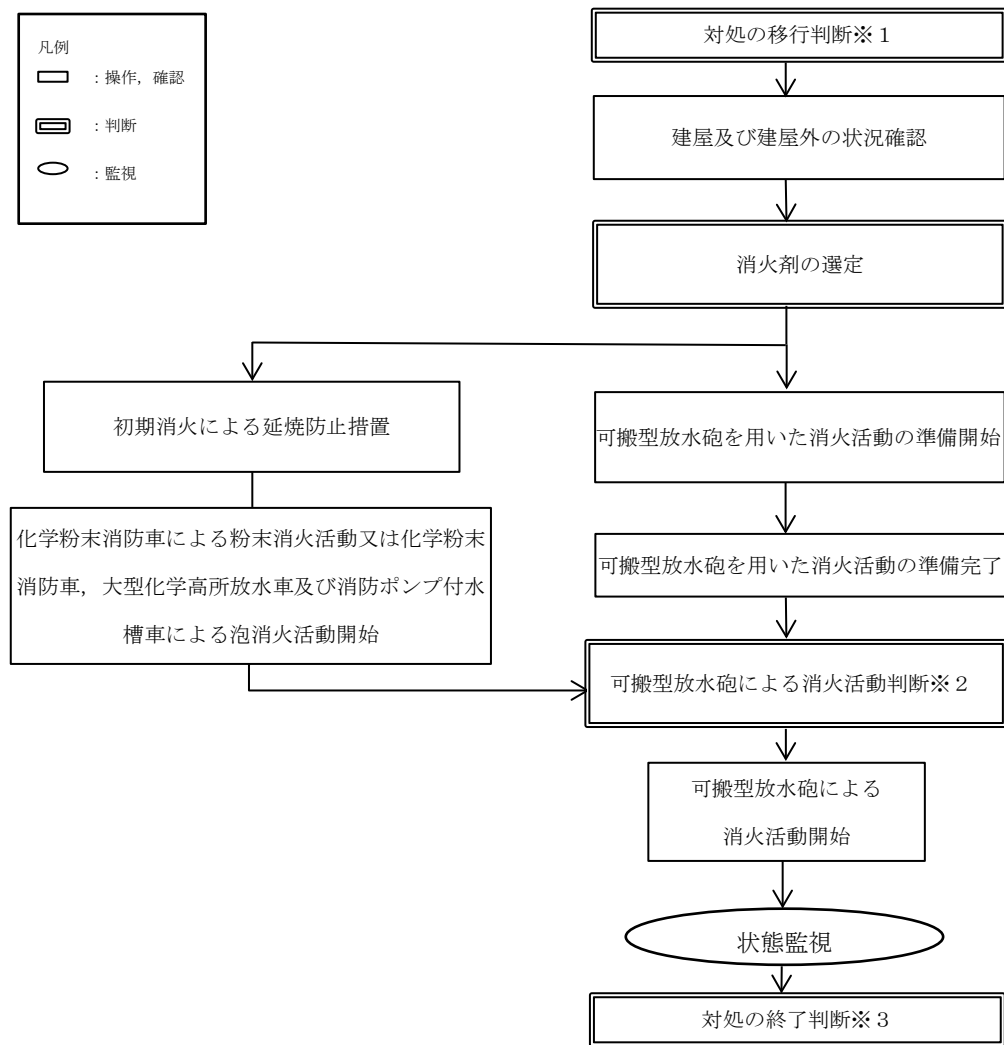 凡例
：操作，確認
：判断
：監視
対処の移行判断※１
建屋及び建屋外の状況確認
消火剤の選定
初期消火による延焼防止措置
化学粉末消防車による粉末消火活動又は化学粉末
消防車，大型化学高所放水車及び消防ポンプ付水
槽車による泡消火活動開始
可搬型放水砲を用いた消火活動の準備開始
可搬型放水砲を用いた消火活動の準備完了
可搬型放水砲による消火活動判断※２
可搬型放水砲による
消火活動開始
状態監視
対処の終了判断※３